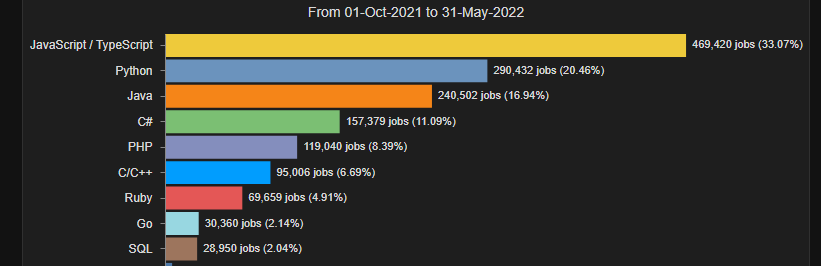 From 01-Oct-2021 to 31-May-2022
JavaScript / TypeScript 469,420 jobs (33.07%)
Python 290,432 jobs (20.46%)
Java 240,502 jobs (16.94%)
C# 157,379 jobs (11.09%)
PHP 119,040 jobs (8.39%)
C/C++ 95,006 jobs (6.69%)
Ruby 69,659 jobs (4.91%)
Go 30,360 jobs (2.14%)
SQL 28,950 jobs (2.04%)